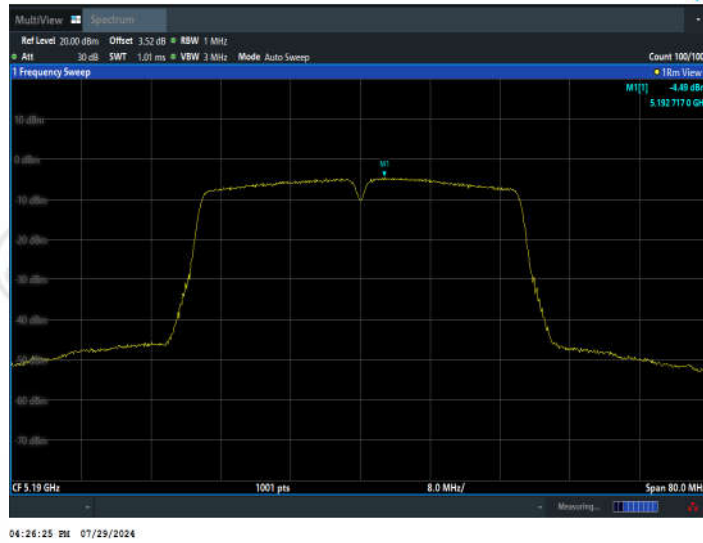 MultiView Spectrum
Ref Level 20.00 dBm Offset 3.52 dB RBW 1 MHz
Att 30 dB SWT 1.01 ms VBW 3 MHz Mode Auto Sweep Count 100/100
1 Frequency Sweep 1Rm View
M1[1] -4.49 dBm
5.192 717 0 GH
10 dBm
0 dBm
M1
-10 dBm
-20 dBm
-30 dBm
-40 dBm
-50 dBm
-60 dBm
-70 dBm
CF 5.19 GHz 1001 pts 8.0 MHz/ Span 80.0 MH
Measuring...
04:26:25 PM 07/29/2024